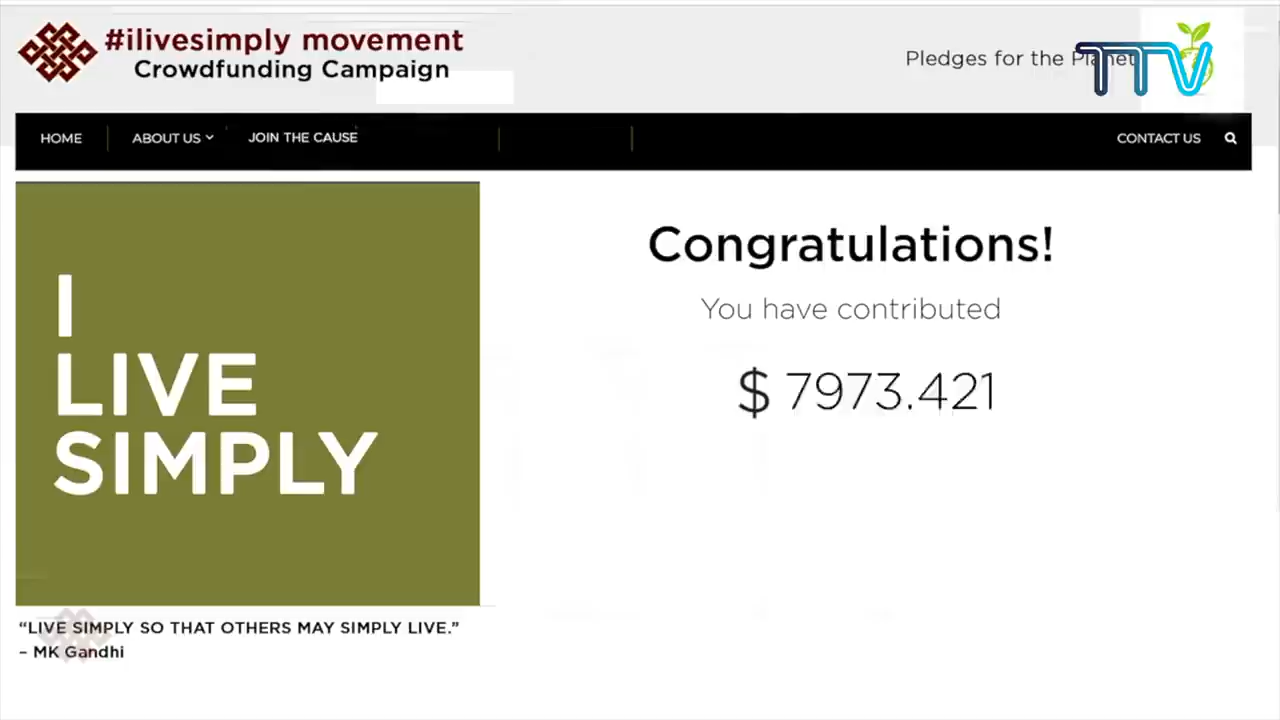 #ilivesimply movement
Crowdfunding Campaign
Pledges for the Planet
TTV
HOME
ABOUT US
JOIN THE CAUSE
CONTACT US
I
LIVE
SIMPLY
Congratulations!
You have contributed
$ 7973.421
“LIVE SIMPLY SO THAT OTHERS MAY SIMPLY LIVE.”
– MK Gandhi